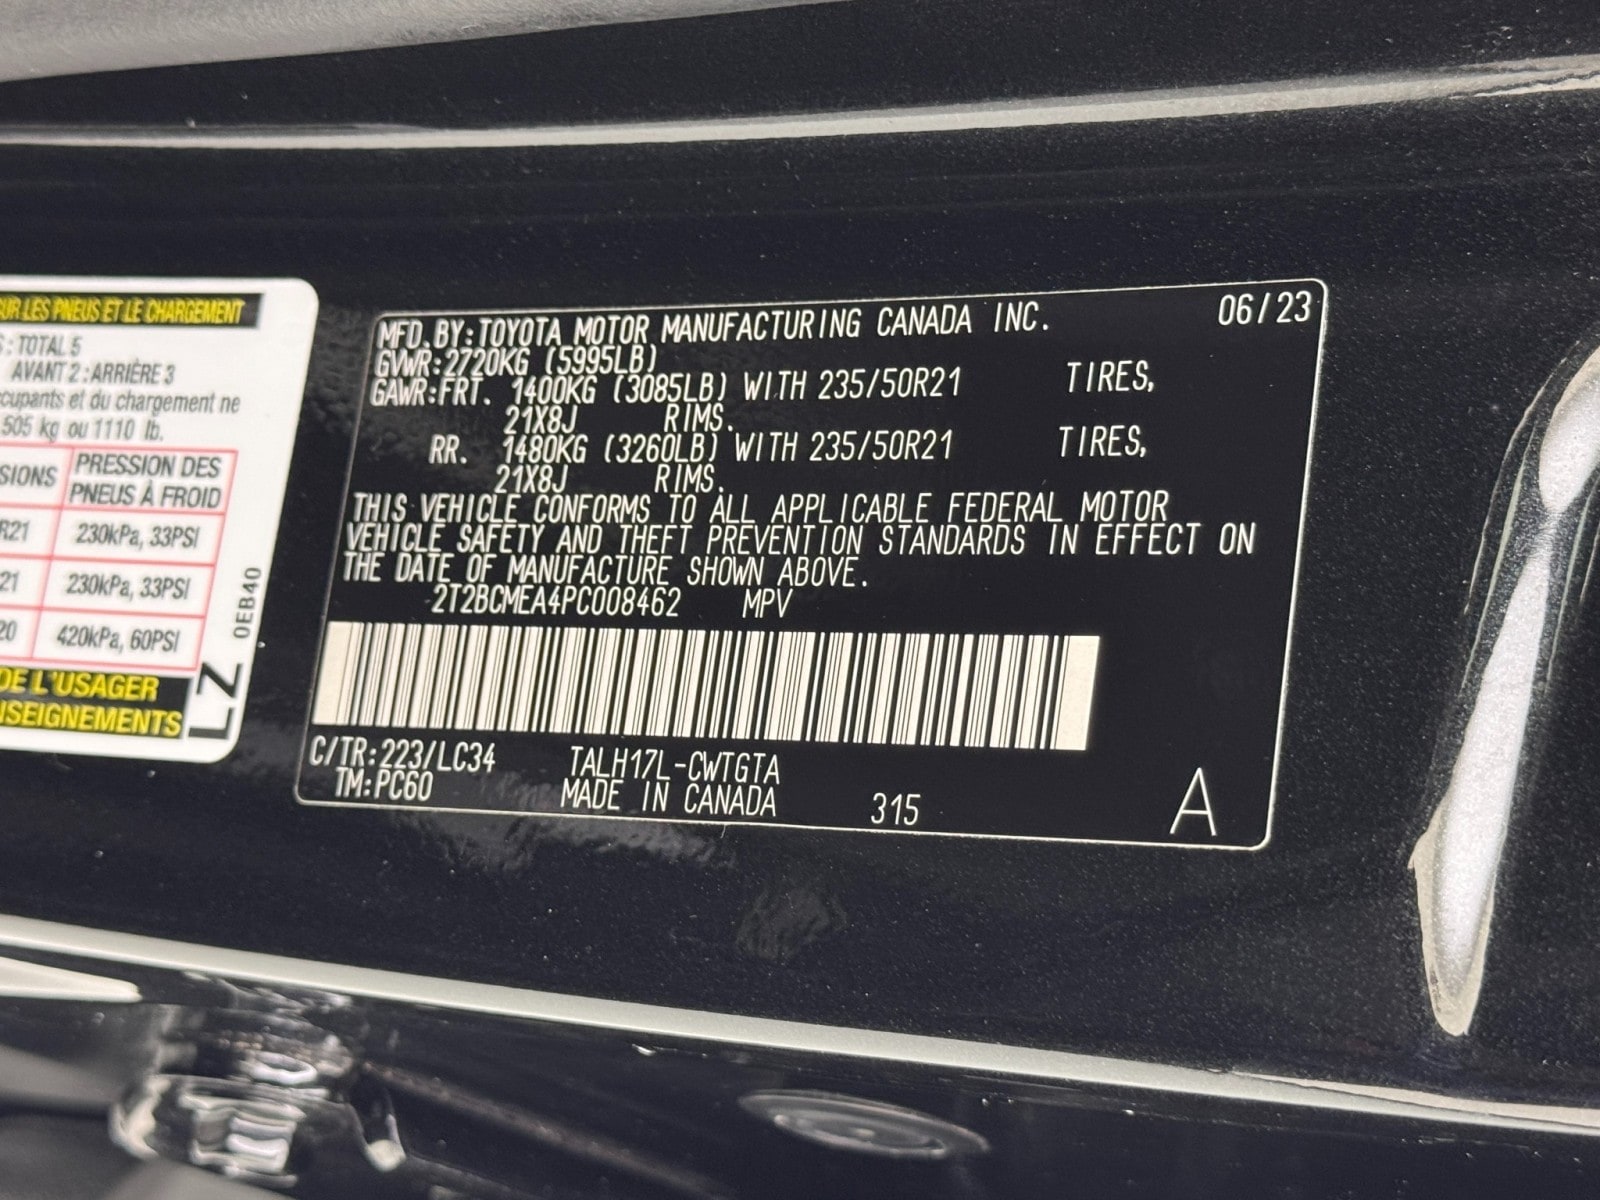 UR LES PNEUS ET LE CHARGEMENT
S : TOTAL 5
AVANT 2 : ARRIÈRE 3
ccupants et du chargement ne
505 kg ou 1110 lb.
SIONS PRESSION DES PNEUS À FROID
R21 230kPa, 33PSI
21 230kPa, 33PSI
20 420kPa, 60PSI
DE L'USAGER
NSEIGNEMENTS
LZ
0EB40
MFD. BY: TOYOTA MOTOR MANUFACTURING CANADA INC. 06/23
GVWR: 2720KG (5995LB)
GAWR: FRT. 1400KG (3085LB) WITH 235/50R21 TIRES,
21X8J RIMS.
RR. 1480KG (3260LB) WITH 235/50R21 TIRES,
21X8J RIMS.
THIS VEHICLE CONFORMS TO ALL APPLICABLE FEDERAL MOTOR
VEHICLE SAFETY AND THEFT PREVENTION STANDARDS IN EFFECT ON
THE DATE OF MANUFACTURE SHOWN ABOVE.
2T2BCMEA4PC008462 MPV
C/TR: 223/LC34 TALH17L-CWTGTA
TM: PC60 MADE IN CANADA 315 A